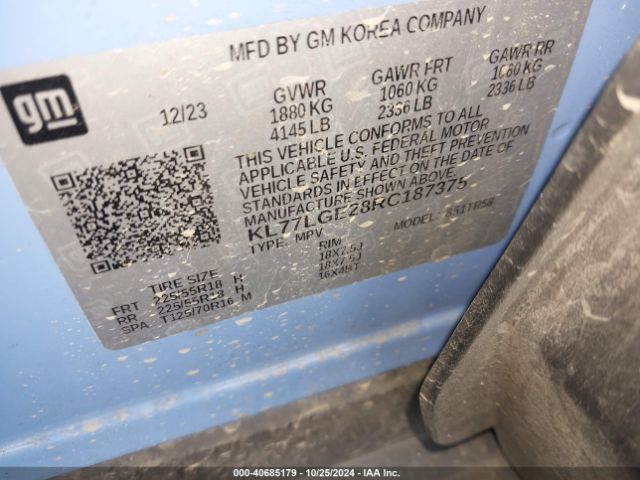 MFD BY GM KOREA COMPANY
gm
12/23
GVWR GAWR FRT GAWR RR
1880 KG 1060 KG 1060 KG
4145 LB 2336 LB 2336 LB
THIS VEHICLE CONFORMS TO ALL
APPLICABLE U.S. FEDERAL MOTOR
VEHICLE SAFETY AND THEFT PREVENTION
STANDARDS IN EFFECT ON THE DATE OF
MANUFACTURE SHOWN ABOVE.
KL77LGE28RC187375
TYPE: MPV MODEL:
TIRE SIZE RIM
FRT 225/55R18 H 18X7.5J
RR 225/55R18 H 18X7.5J
SPA T125/70R16 M 16X4BT
000-40685179 | 10/25/2024 | IAA Inc.